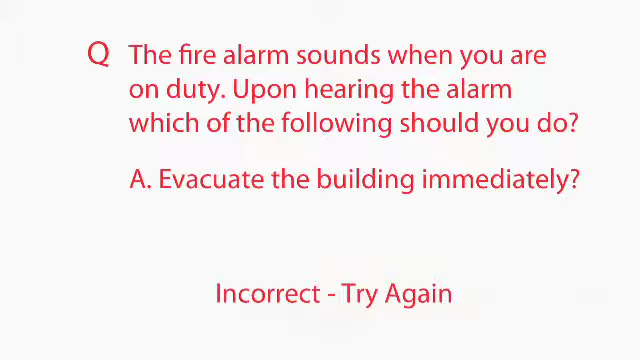 Q The fire alarm sounds when you are
on duty. Upon hearing the alarm
which of the following should you do?
A. Evacuate the building immediately?
Incorrect - Try Again